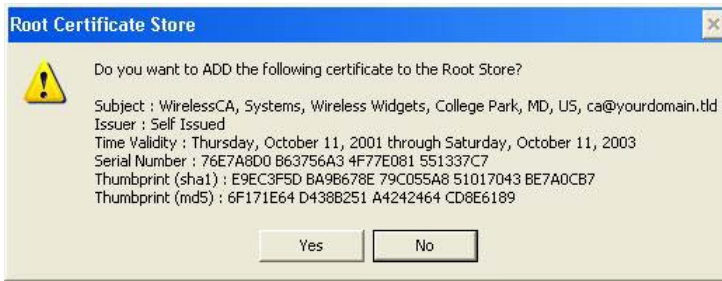 Root Certificate Store
Do you want to ADD the following certificate to the Root Store?
Subject : WirelessCA, Systems, Wireless Widgets, College Park, MD, US, ca@yourdomain.tld
Issuer : Self Issued
Time Validity : Thursday, October 11, 2001 through Saturday, October 11, 2003
Serial Number : 76E7A8D0 B63756A3 4F77E081 551337C7
Thumbprint (sha1) : E9EC3F5D BA9B678E 79C055A8 51017043 BE7A0CB7
Thumbprint (md5) : 6F171E64 D438B251 A4242464 CD8E6189
Yes No